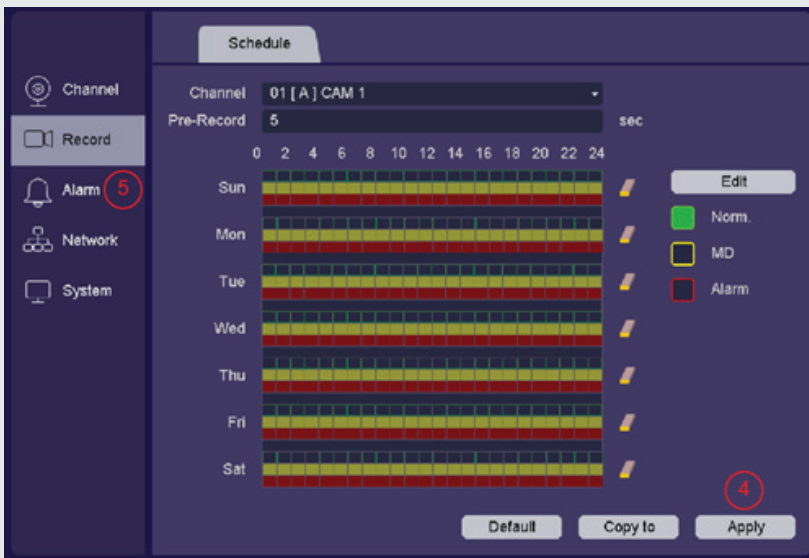 Schedule
Channel
Record
Alarm 5
Network
System
Channel 01 [ A ] CAM 1
Pre-Record 5 sec
0 2 4 6 8 10 12 14 16 18 20 22 24
Sun
Mon
Tue
Wed
Thu
Fri
Sat
Edit
Norm.
MD
Alarm
4
Default Copy to Apply